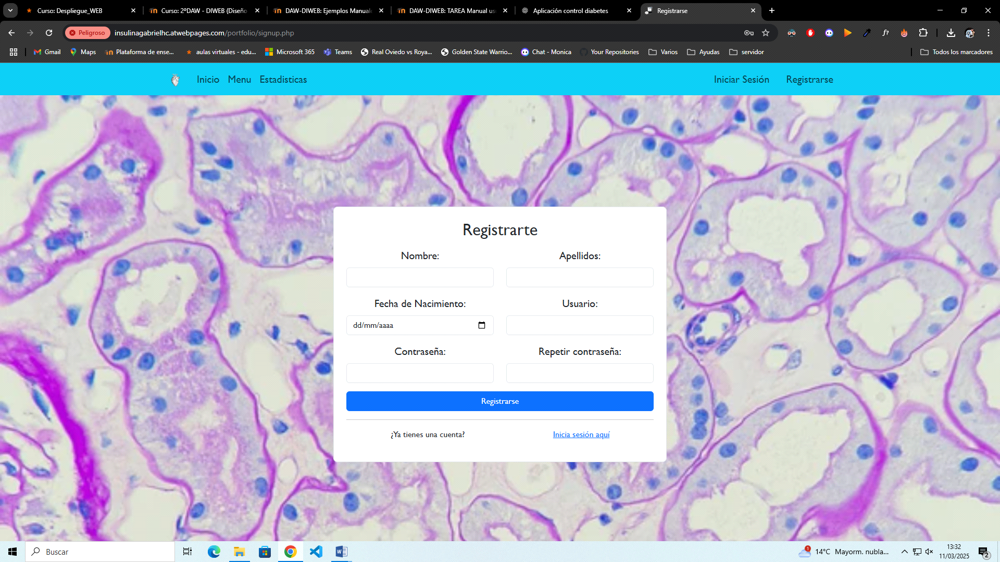 Curso: Despliegue_WEB
Curso: 2ºDAW - DIWEB (Diseño
DAW-DIWEB: Ejemplos Manuale
DAW-DIWEB: TAREA Manual us
Aplicación control diabetes
Registrarse
Peligroso
insulinagabrielhc.atwebpages.com/portfolio/signup.php
Gmail
Maps
Plataforma de ense...
aulas virtuales - edu...
Microsoft 365
Teams
Real Oviedo vs Roya...
Golden State Warrio...
Chat - Monica
Your Repositories
Varios
Ayudas
servidor
Todos los marcadores
Inicio
Menu
Estadisticas
Iniciar Sesión
Registrarse
Registrarte
Nombre:
Apellidos:
Fecha de Nacimiento:
Usuario:
dd/mm/aaaa
Contraseña:
Repetir contraseña:
Registrarse
¿Ya tienes una cuenta?
Inicia sesión aquí
Buscar
1
14°C Mayorm. nubla...
13:32
11/03/2025
2